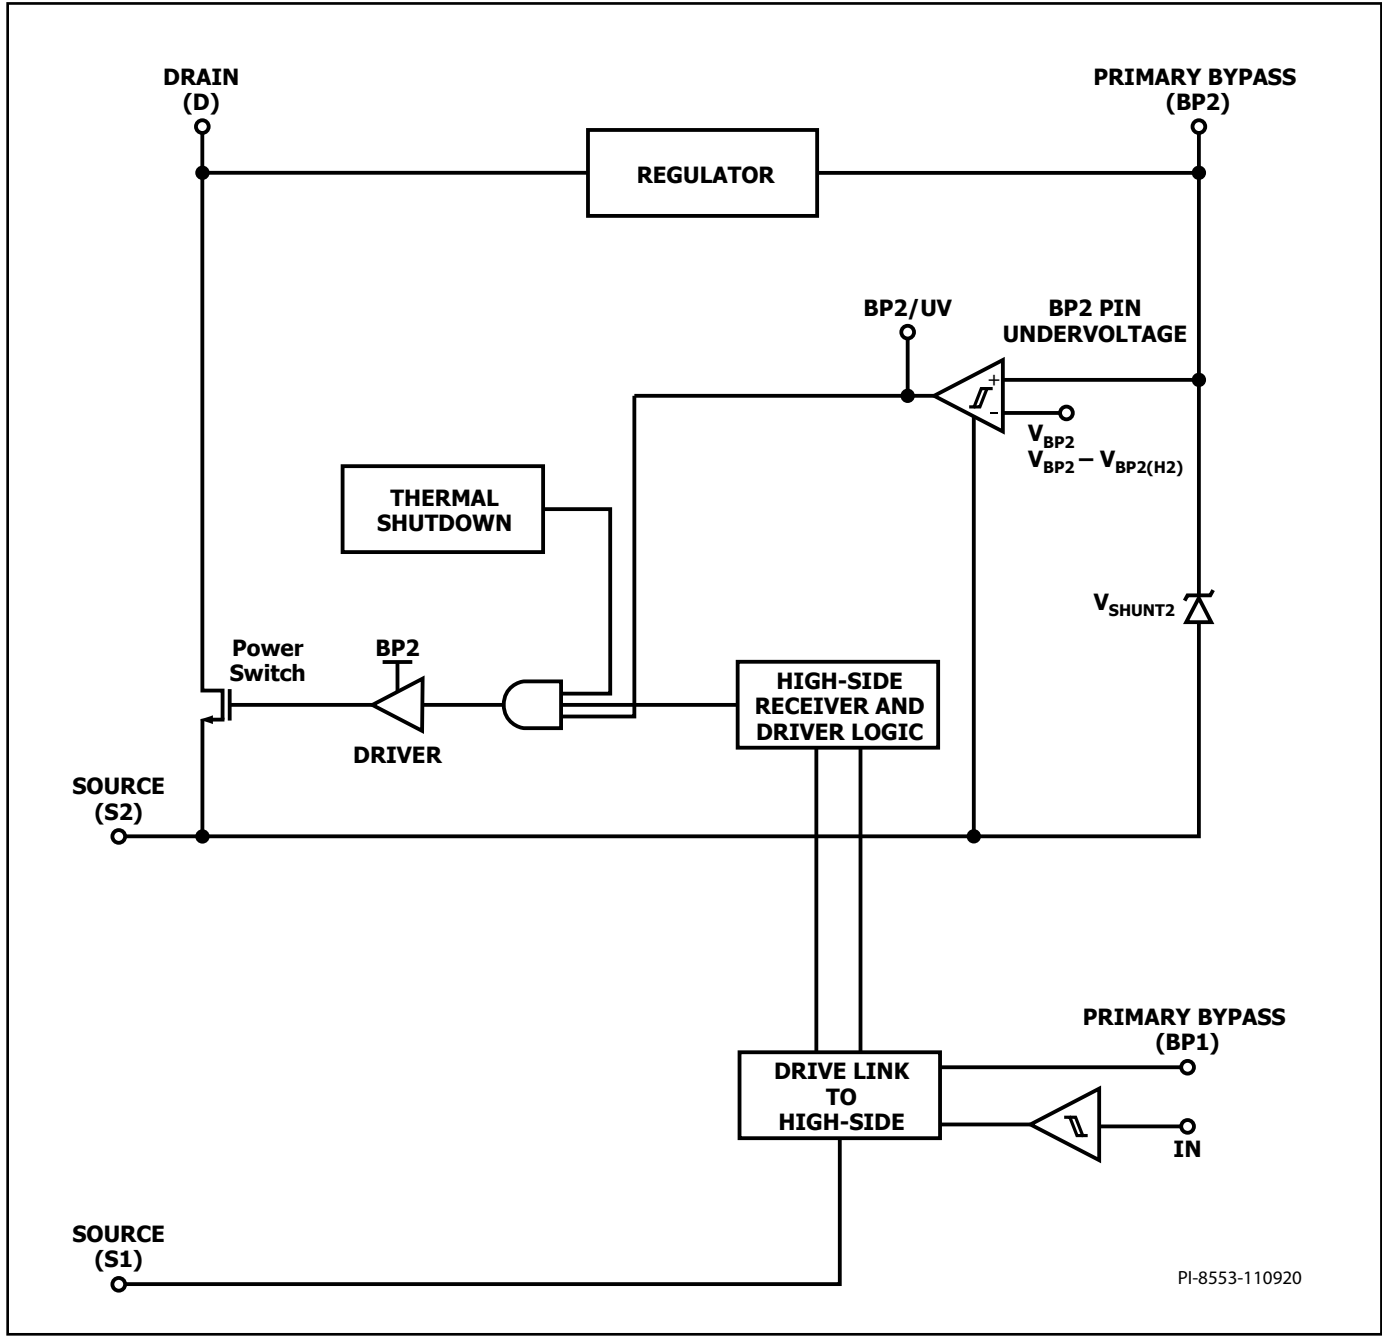 DRAIN
(D)
PRIMARY BYPASS
(BP2)
REGULATOR
BP2/UV
BP2 PIN
UNDERVOLTAGE
+
-
VBP2
VBP2 – VBP2(H2)
THERMAL
SHUTDOWN
VSHUNT2
Power
Switch
BP2
DRIVER
HIGH-SIDE
RECEIVER AND
DRIVER LOGIC
SOURCE
(S2)
PRIMARY BYPASS
(BP1)
DRIVE LINK
TO
HIGH-SIDE
IN
SOURCE
(S1)
PI-8553-110920